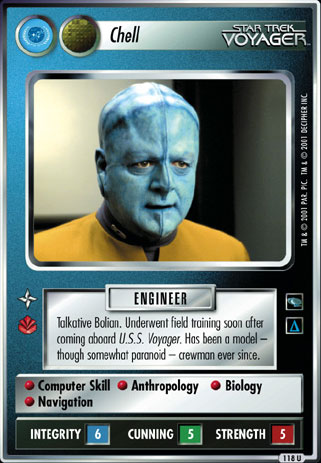 Chell
STAR TREK
VOYAGER
TM & © 2001 PAR. PIC. TM & © 2001 DECIPHER INC.
ENGINEER
Talkative Bolian. Underwent field training soon after
coming aboard U.S.S. Voyager. Has been a model –
though somewhat paranoid – crewman ever since.
Computer Skill Anthropology Biology
Navigation
INTEGRITY 6 CUNNING 5 STRENGTH 5
118 U